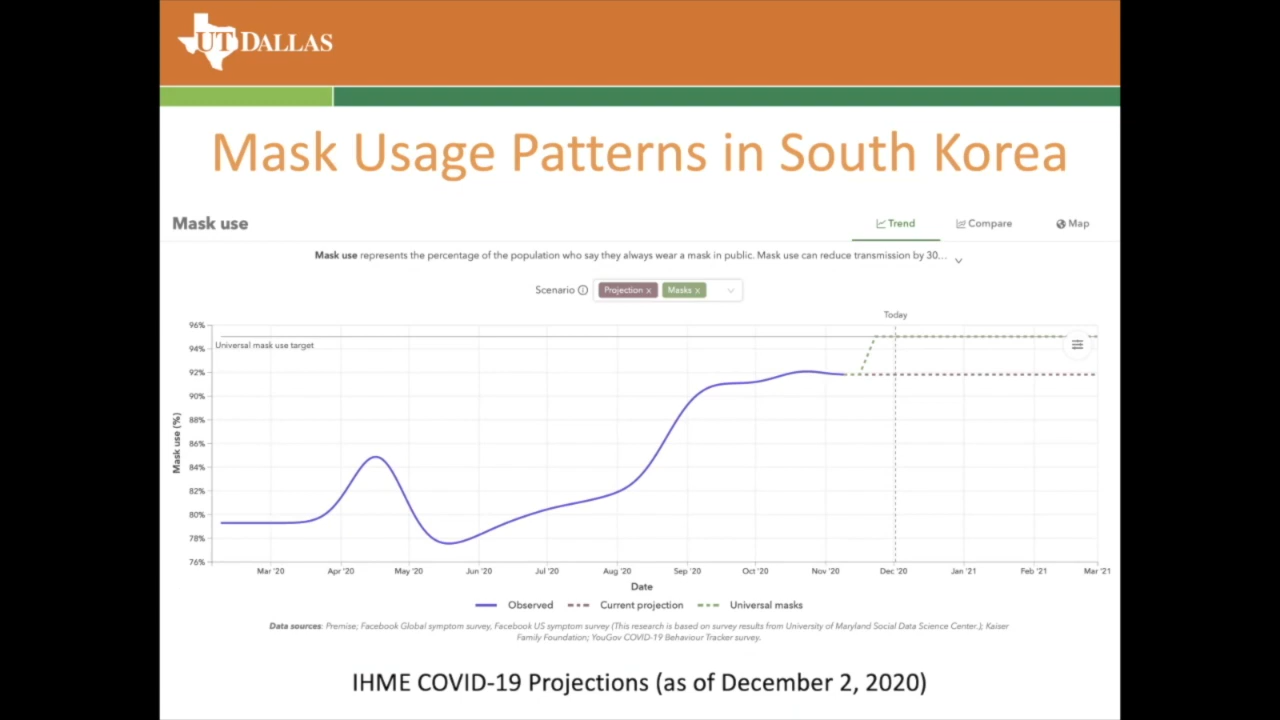 UT DALLAS
Mask Usage Patterns in South Korea
Mask use
Trend
Compare
Map
Mask use represents the percentage of the population who say they always wear a mask in public. Mask use can reduce transmission by 30...
Scenario
Projection x
Masks x
Today
96%
94%
92%
90%
88%
86%
84%
82%
80%
78%
76%
Universal mask use target
Mask use (%)
Mar '20
Apr '20
May '20
Jun '20
Jul '20
Aug '20
Sep '20
Oct '20
Nov '20
Dec '20
Jan '21
Feb '21
Mar '21
Date
Observed
Current projection
Universal masks
Data sources: Premise; Facebook Global symptom survey, Facebook US symptom survey (This research is based on survey results from University of Maryland Social Data Science Center.); Kaiser
Family Foundation; YouGov COVID-19 Behaviour Tracker survey.
IHME COVID-19 Projections (as of December 2, 2020)